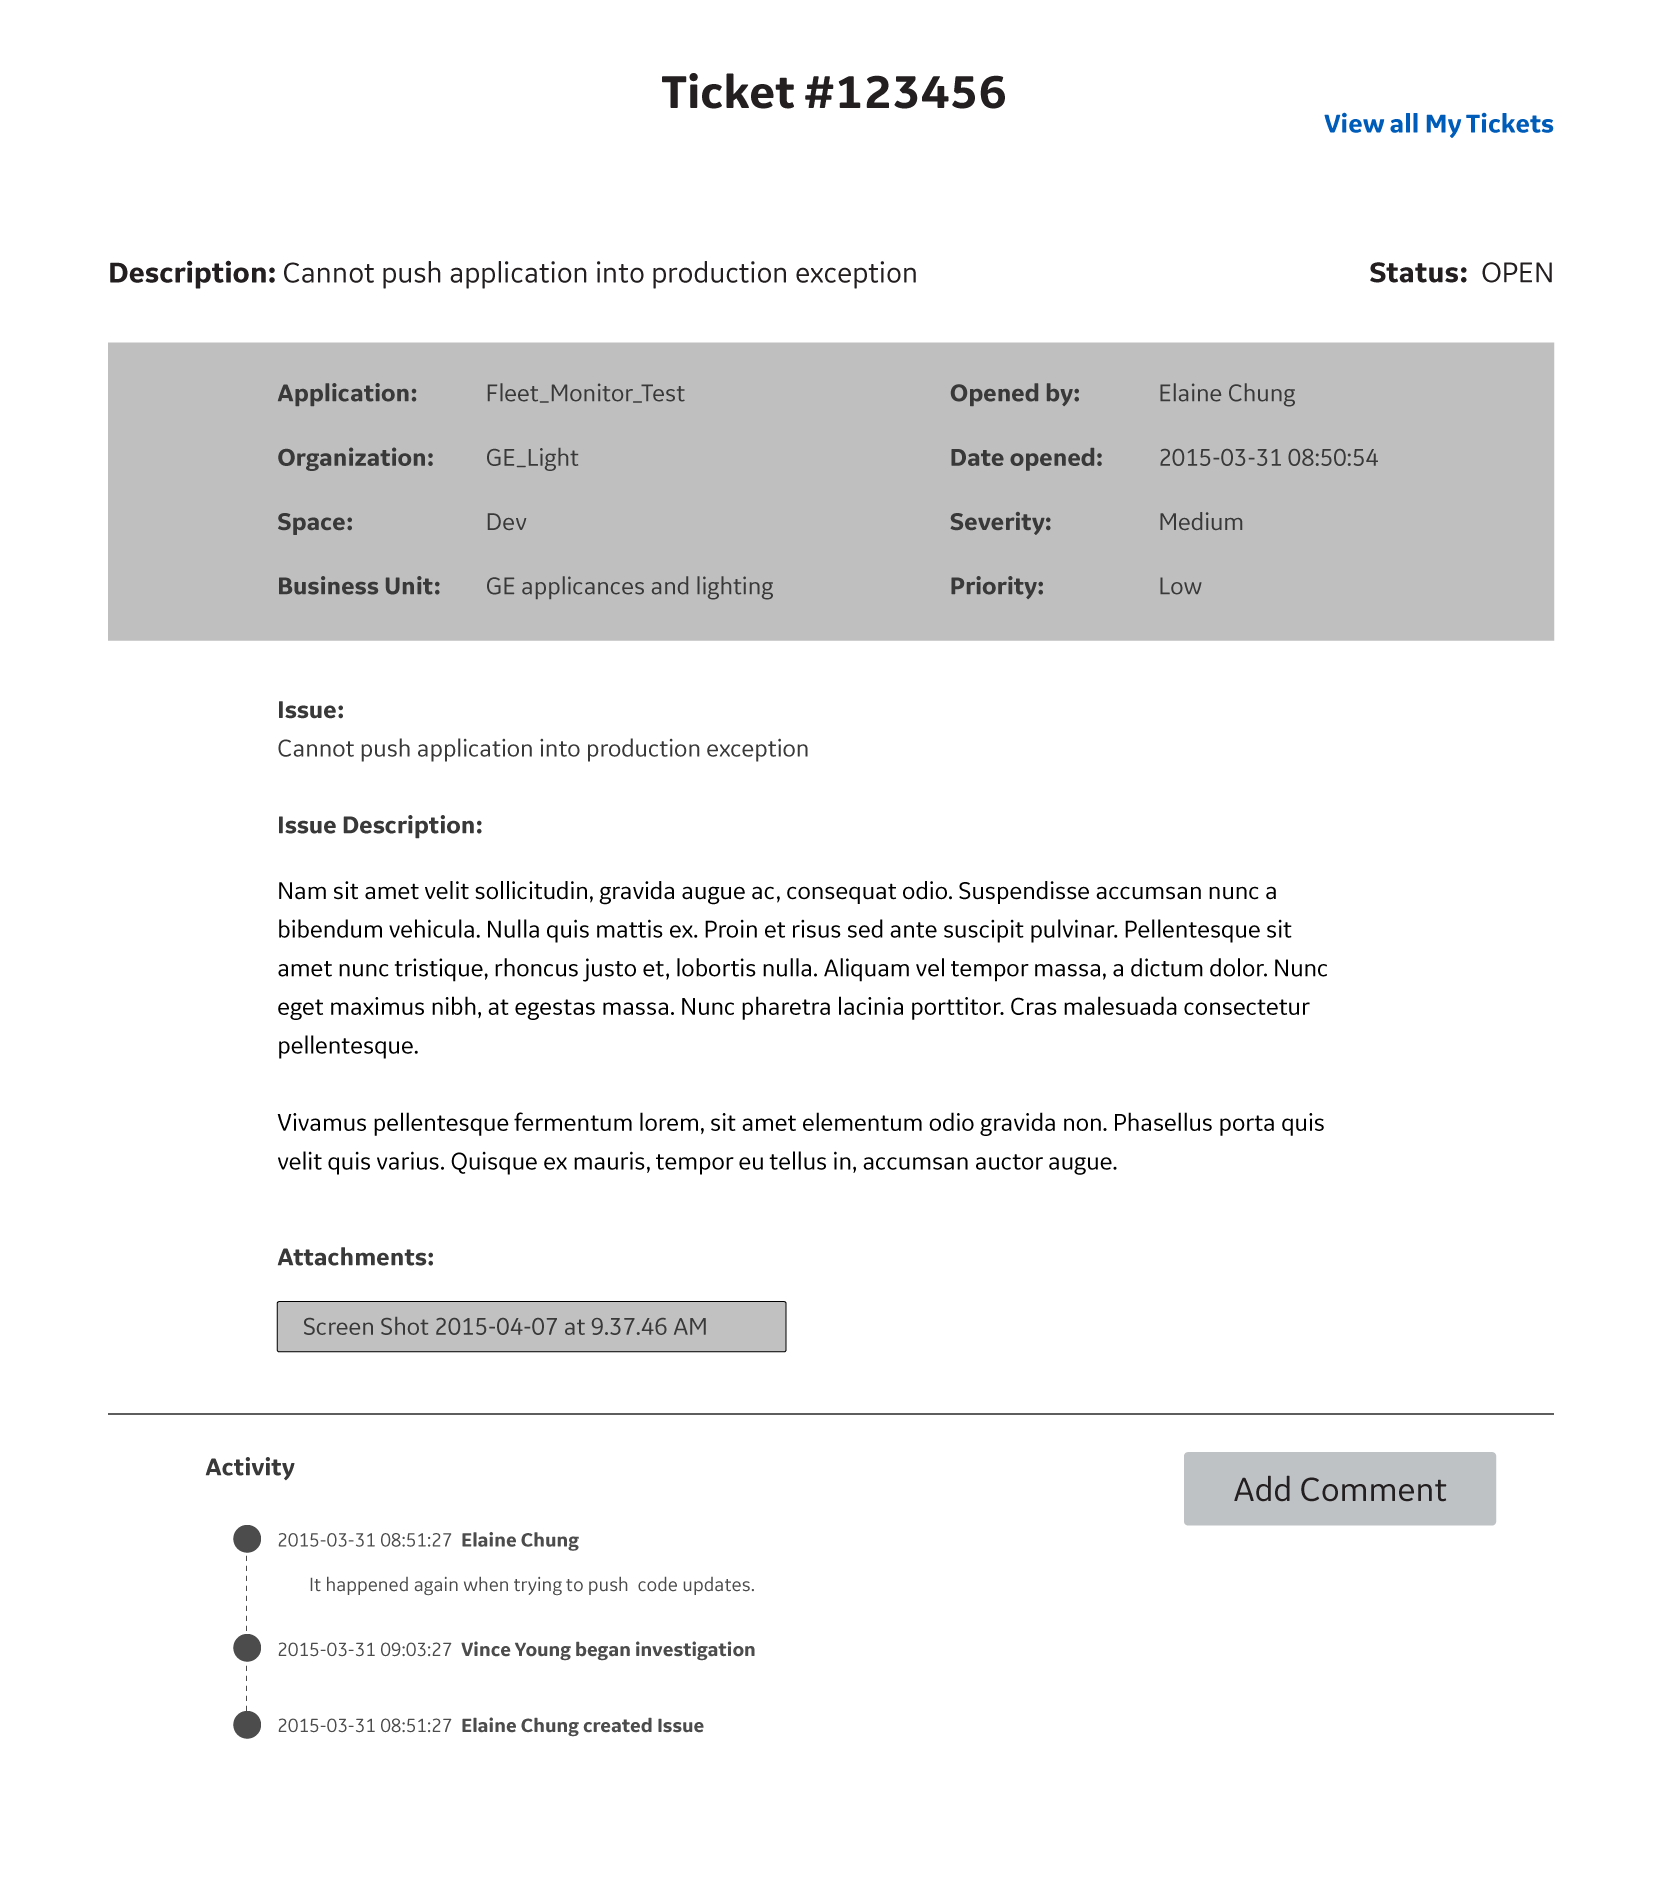 Ticket #123456
View all My Tickets
Description: Cannot push application into production exception
Status: OPEN
Application: Fleet_Monitor_Test
Opened by: Elaine Chung
Organization: GE_Light
Date opened: 2015-03-31 08:50:54
Space: Dev
Severity: Medium
Business Unit: GE applicances and lighting
Priority: Low
Issue:
Cannot push application into production exception
Issue Description:
Nam sit amet velit sollicitudin, gravida augue ac, consequat odio. Suspendisse accumsan nunc a
bibendum vehicula. Nulla quis mattis ex. Proin et risus sed ante suscipit pulvinar. Pellentesque sit
amet nunc tristique, rhoncus justo et, lobortis nulla. Aliquam vel tempor massa, a dictum dolor. Nunc
eget maximus nibh, at egestas massa. Nunc pharetra lacinia porttitor. Cras malesuada consectetur
pellentesque.
Vivamus pellentesque fermentum lorem, sit amet elementum odio gravida non. Phasellus porta quis
velit quis varius. Quisque ex mauris, tempor eu tellus in, accumsan auctor augue.
Attachments:
Screen Shot 2015-04-07 at 9.37.46 AM
Activity
Add Comment
2015-03-31 08:51:27 Elaine Chung
It happened again when trying to push  code updates.
2015-03-31 09:03:27 Vince Young began investigation
2015-03-31 08:51:27 Elaine Chung created Issue